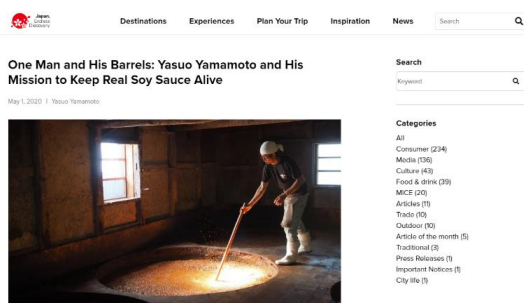 Japan.
Endless
Discovery.
Destinations
Experiences
Plan Your Trip
Inspiration
News
Search
One Man and His Barrels: Yasuo Yamamoto and His
Mission to Keep Real Soy Sauce Alive
May 1, 2020 | Yasuo Yamamoto
Search
Keyword
Categories
All
Consumer (234)
Media (136)
Culture (43)
Food & drink (39)
MICE (20)
Articles (11)
Trade (10)
Outdoor (10)
Article of the month (5)
Traditional (3)
Press Releases (1)
Important Notices (1)
City life (1)